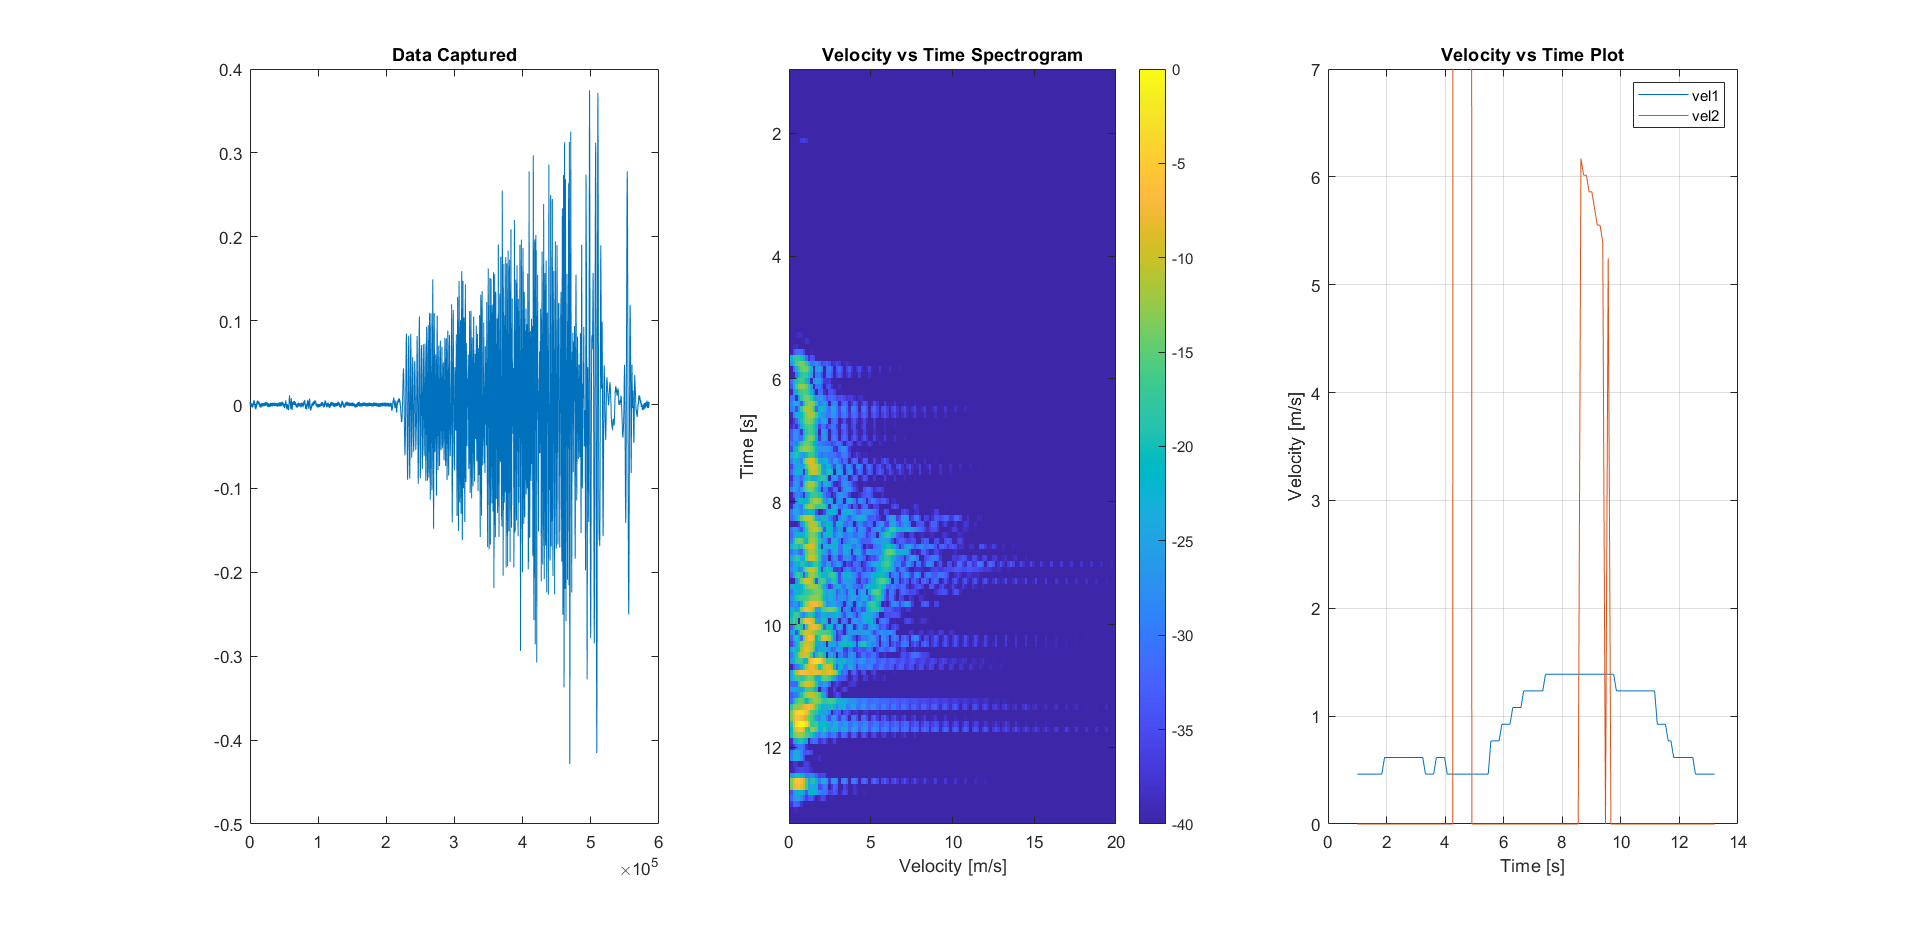 Data Captured
0.4
0.3
0.2
0.1
0
-0.1
-0.2
-0.3
-0.4
-0.5
0 1 2 3 4 5 6
×10^5
Velocity vs Time Spectrogram
Time [s]
2
4
6
8
10
12
0 5 10 15 20
Velocity [m/s]
0
-5
-10
-15
-20
-25
-30
-35
-40
Velocity vs Time Plot
vel1
vel2
Velocity [m/s]
7
6
5
4
3
2
1
0
0 2 4 6 8 10 12 14
Time [s]